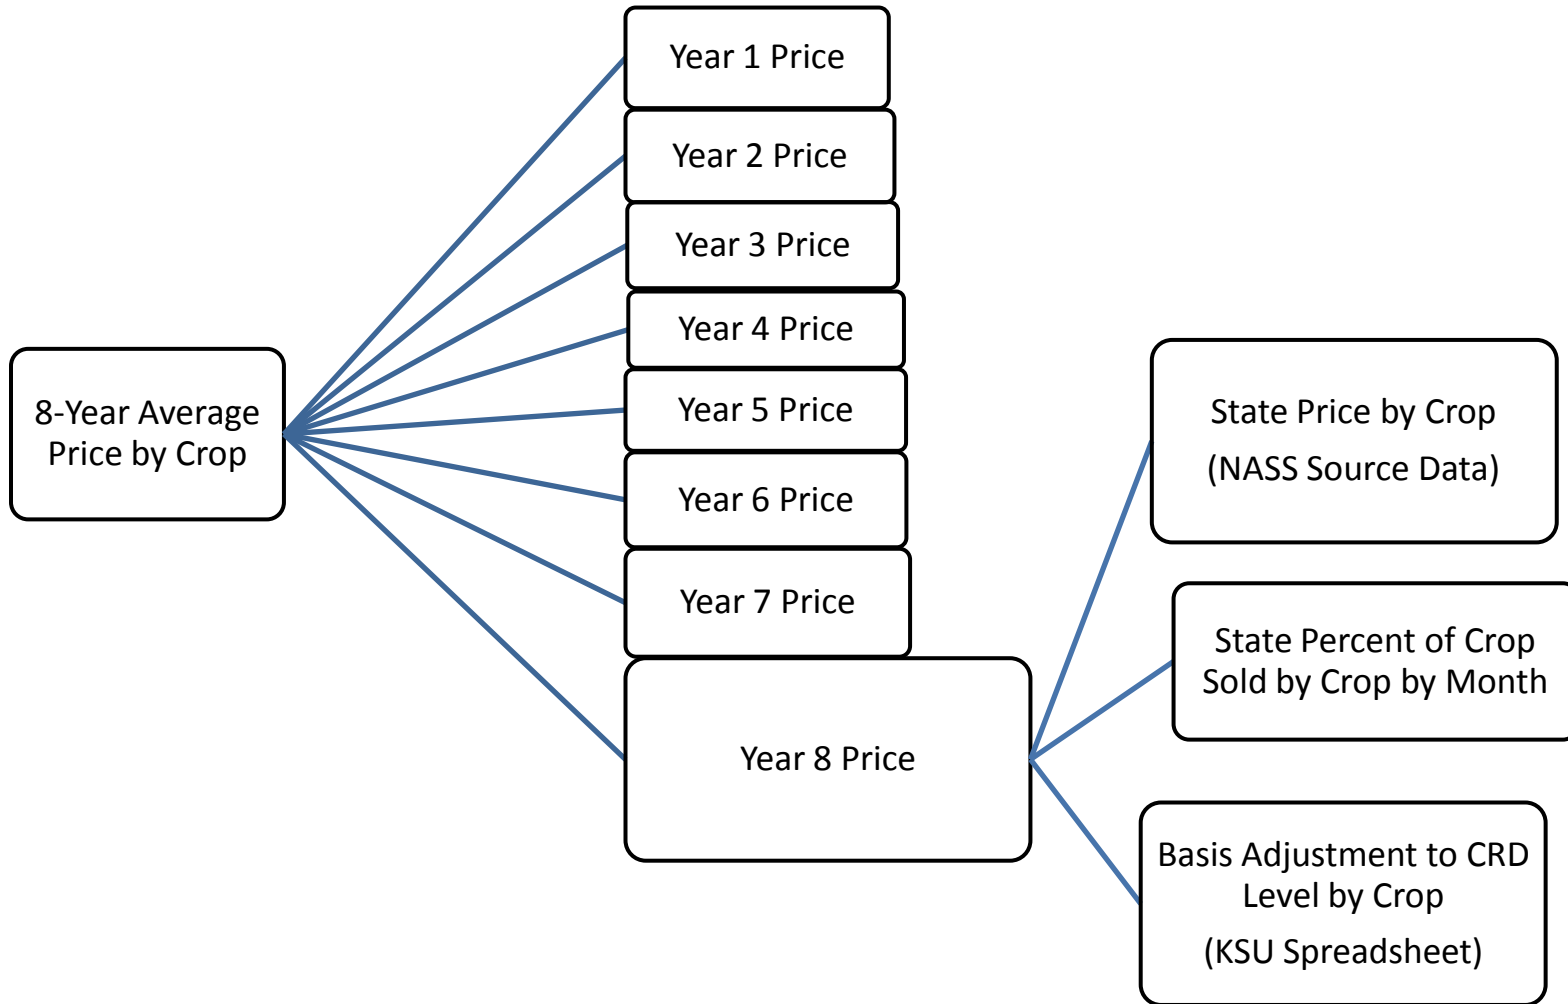 8-Year Average
Price by Crop
Year 1 Price
Year 2 Price
Year 3 Price
Year 4 Price
Year 5 Price
Year 6 Price
Year 7 Price
Year 8 Price
State Price by Crop
(NASS Source Data)
State Percent of Crop
Sold by Crop by Month
Basis Adjustment to CRD
Level by Crop
(KSU Spreadsheet)